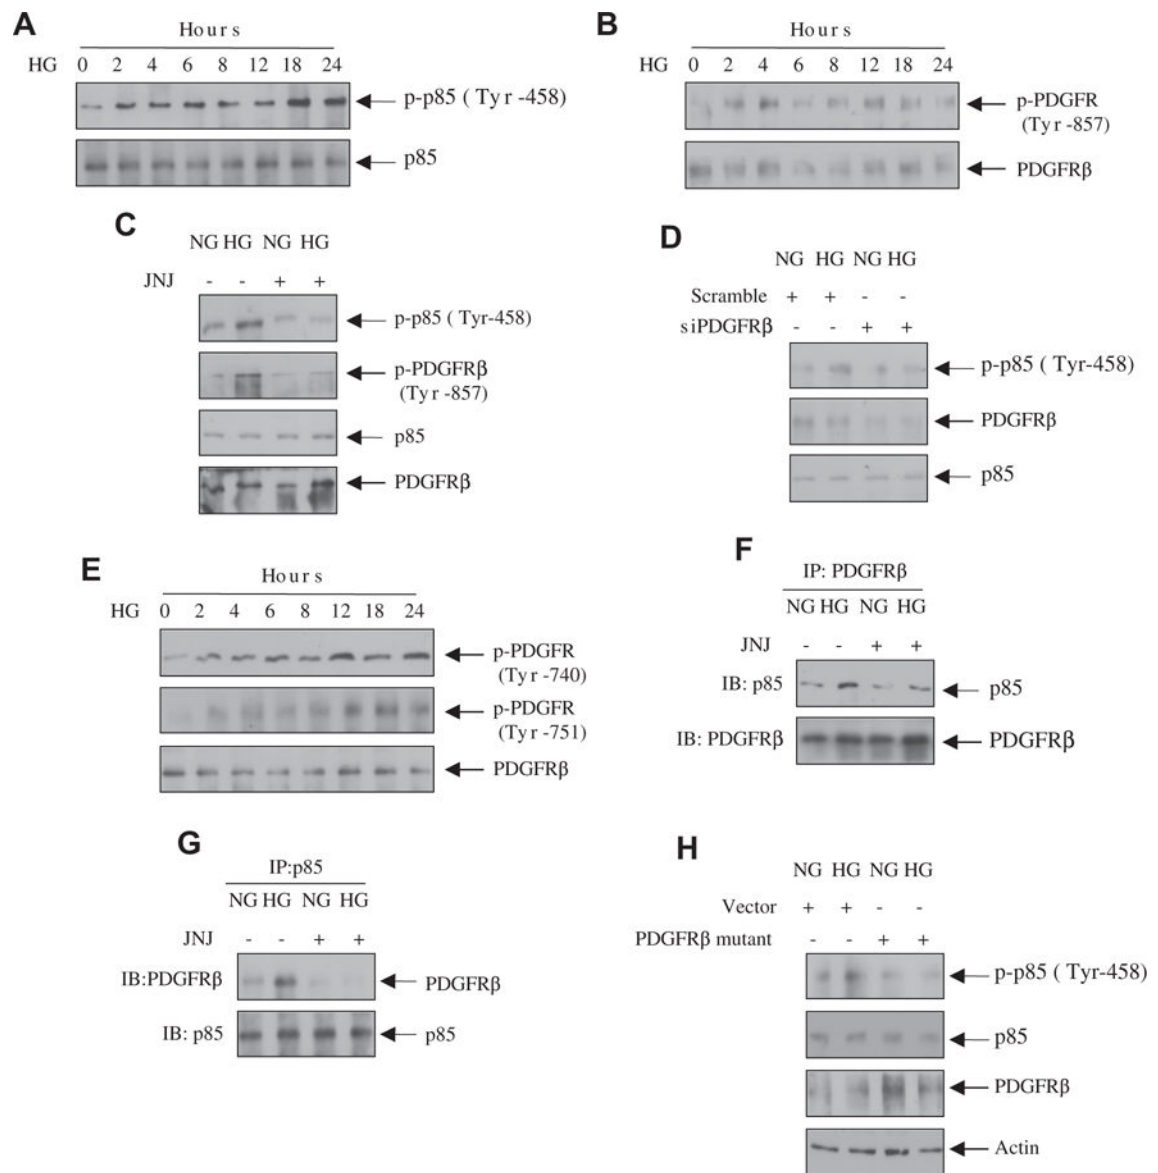 A
Hours
HG 0 2 4 6 8 12 18 24
p-p85 ( Tyr -458)
p85
B
Hours
HG 0 2 4 6 8 12 18 24
p-PDGFR
(Tyr -857)
PDGFRβ
C
NG HG NG HG
JNJ - - + +
p-p85 ( Tyr-458)
p-PDGFRβ
(Tyr -857)
p85
PDGFRβ
D
NG HG NG HG
Scramble + + - -
siPDGFRβ - - + +
p-p85 ( Tyr-458)
PDGFRβ
p85
E
Hours
HG 0 2 4 6 8 12 18 24
p-PDGFR
(Tyr -740)
p-PDGFR
(Tyr -751)
PDGFRβ
F
IP: PDGFRβ
NG HG NG HG
JNJ - - + +
IB: p85 p85
IB: PDGFRβ PDGFRβ
G
IP:p85
NG HG NG HG
JNJ - - + +
IB:PDGFRβ PDGFRβ
IB: p85 p85
H
NG HG NG HG
Vector + + - -
PDGFRβ mutant - - + +
p-p85 ( Tyr-458)
p85
PDGFRβ
Actin